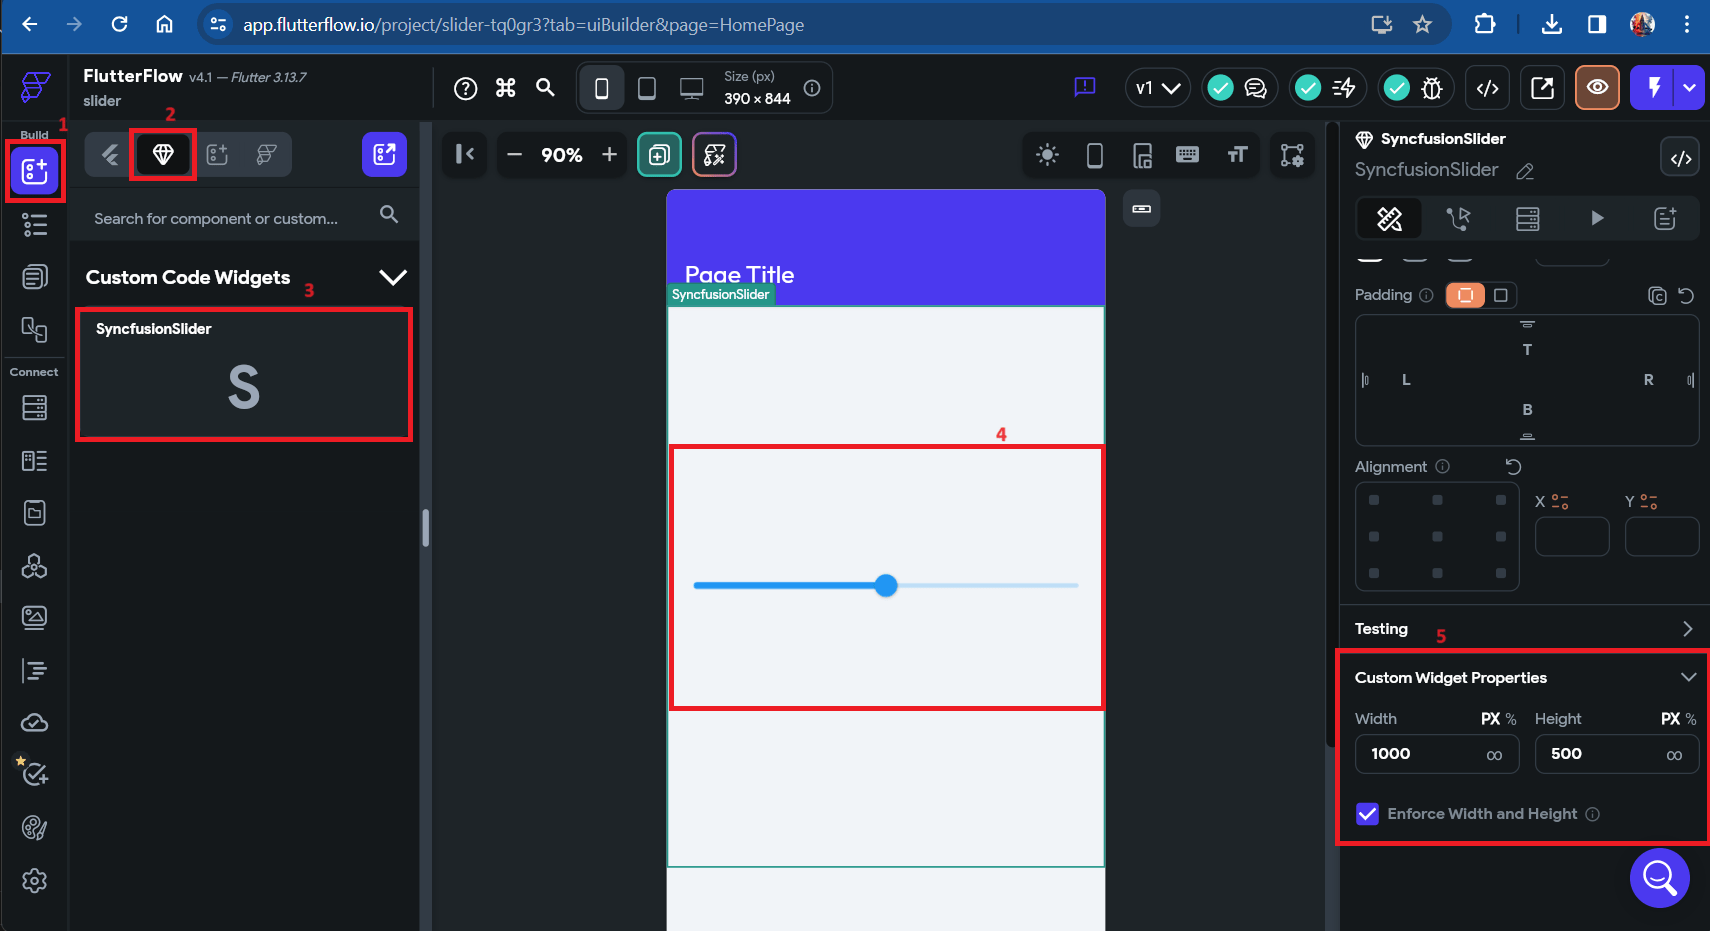 app.flutterflow.io/project/slider-tq0gr3?tab=uiBuilder&page=HomePage
FlutterFlow v4.1 — Flutter 3.13.7
slider
Size (px)
390 × 844
v1
Build
1
2
90%
Search for component or custom...
Custom Code Widgets
3
SyncfusionSlider
S
Connect
Page Title
SyncfusionSlider
4
SyncfusionSlider
SyncfusionSlider
Padding
T
L
R
B
Alignment
X
Y
Testing
5
Custom Widget Properties
Width PX % Height PX %
1000 ∞ 500 ∞
Enforce Width and Height